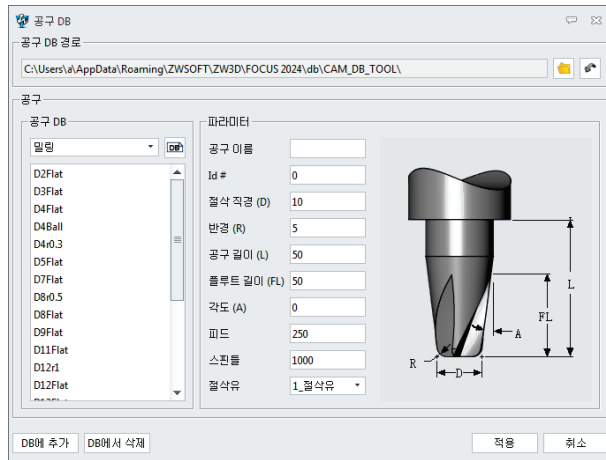 공구 DB
공구 DB 경로
C:\Users\a\AppData\Roaming\ZWSOFT\ZW3D\FOCUS 2024\db\CAM_DB_TOOL\
공구
공구 DB
밀링
DB
D2Flat
D3Flat
D4Flat
D4Ball
D4r0.3
D5Flat
D7Flat
D8r0.5
D8Flat
D9Flat
D11Flat
D12r1
D12Flat
파라미터
공구 이름
Id # 0
절삭 직경 (D) 10
반경 (R) 5
공구 길이 (L) 50
플루트 길이 (FL) 50
각도 (A) 0
피드 250
스핀들 1000
절삭유 1_절삭유
L
FL
A
R
D
DB에 추가 DB에서 삭제 적용 취소